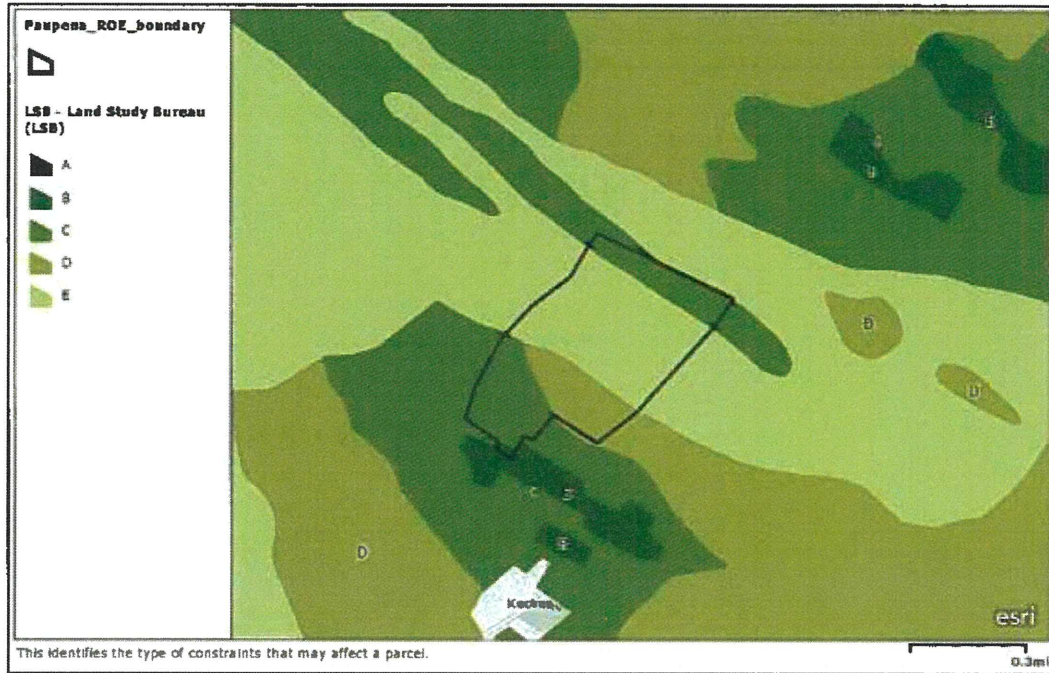 Paupena_ROE_boundary
LSB - Land Study Bureau
(LSB)
A
B
C
D
E
B
B
D
D
C
B
B
D
esri
This identifies the type of constraints that may affect a parcel.
0.3mi